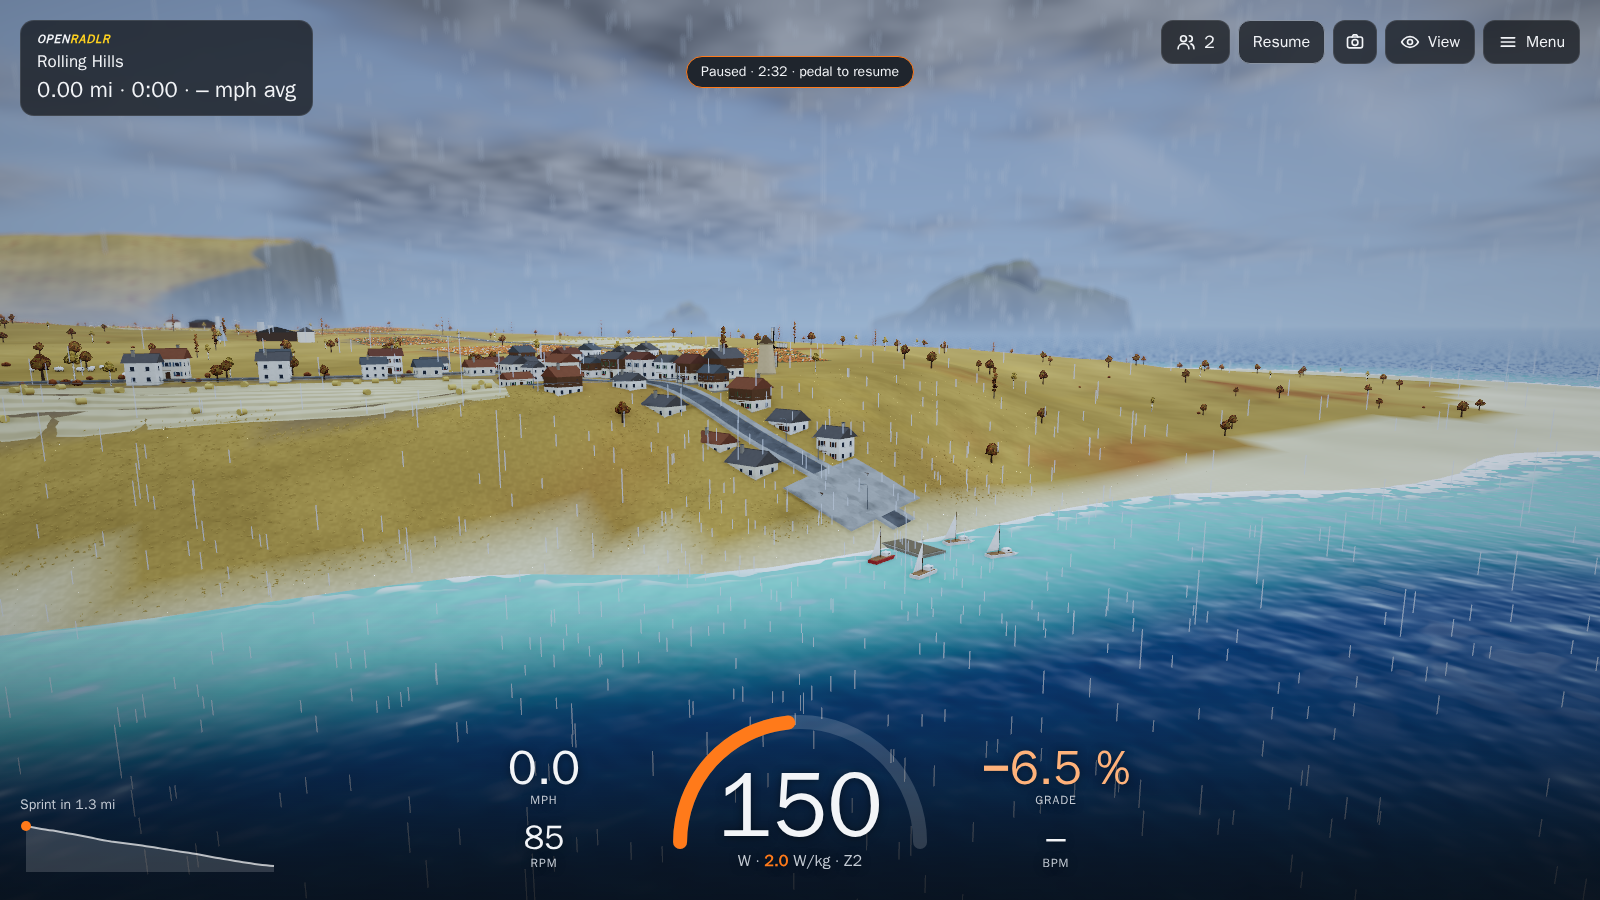 OPENRADLR
Rolling Hills
0.00 mi · 0:00 · – mph avg
Paused · 2:32 · pedal to resume
2
Resume
View
Menu
Sprint in 1.3 mi
0.0
MPH
85
RPM
150
W · 2.0 W/kg · Z2
−6.5 %
GRADE
–
BPM